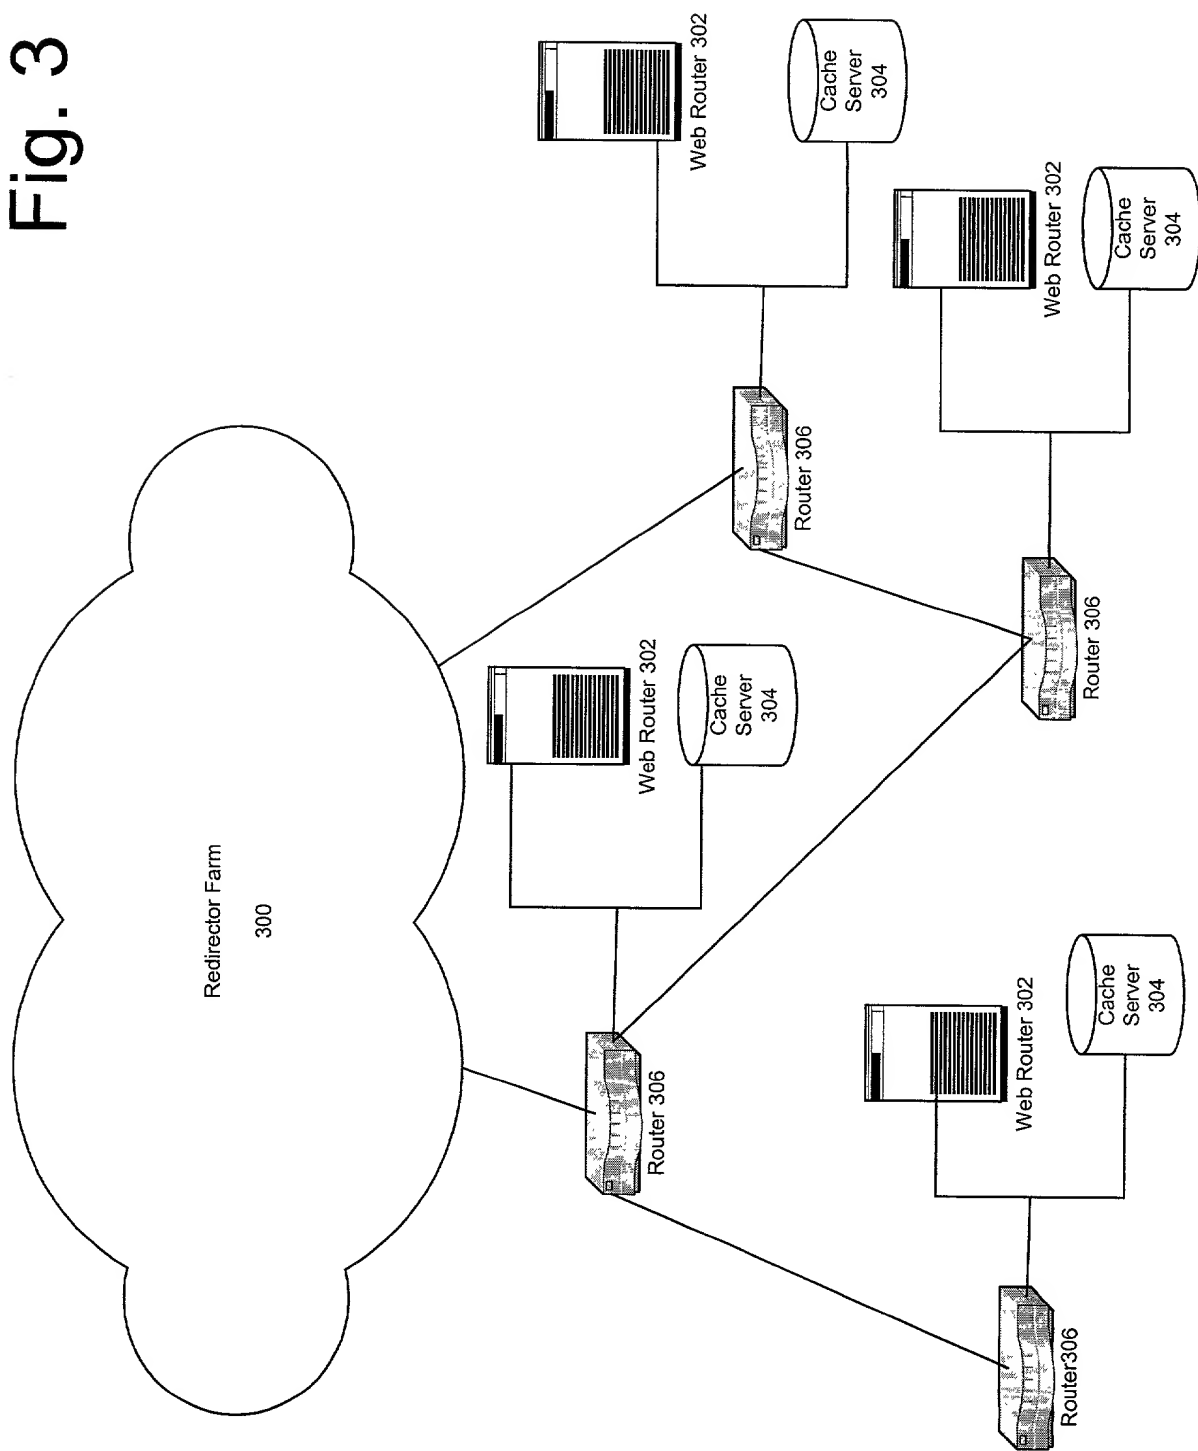 Fig. 3
Redirector Farm
300
Web Router 302
Cache
Server
304
Router 306
Web Router 302
Cache
Server
304
Router 306
Web Router 302
Cache
Server
304
Router 306
Web Router 302
Cache
Server
304
Router306